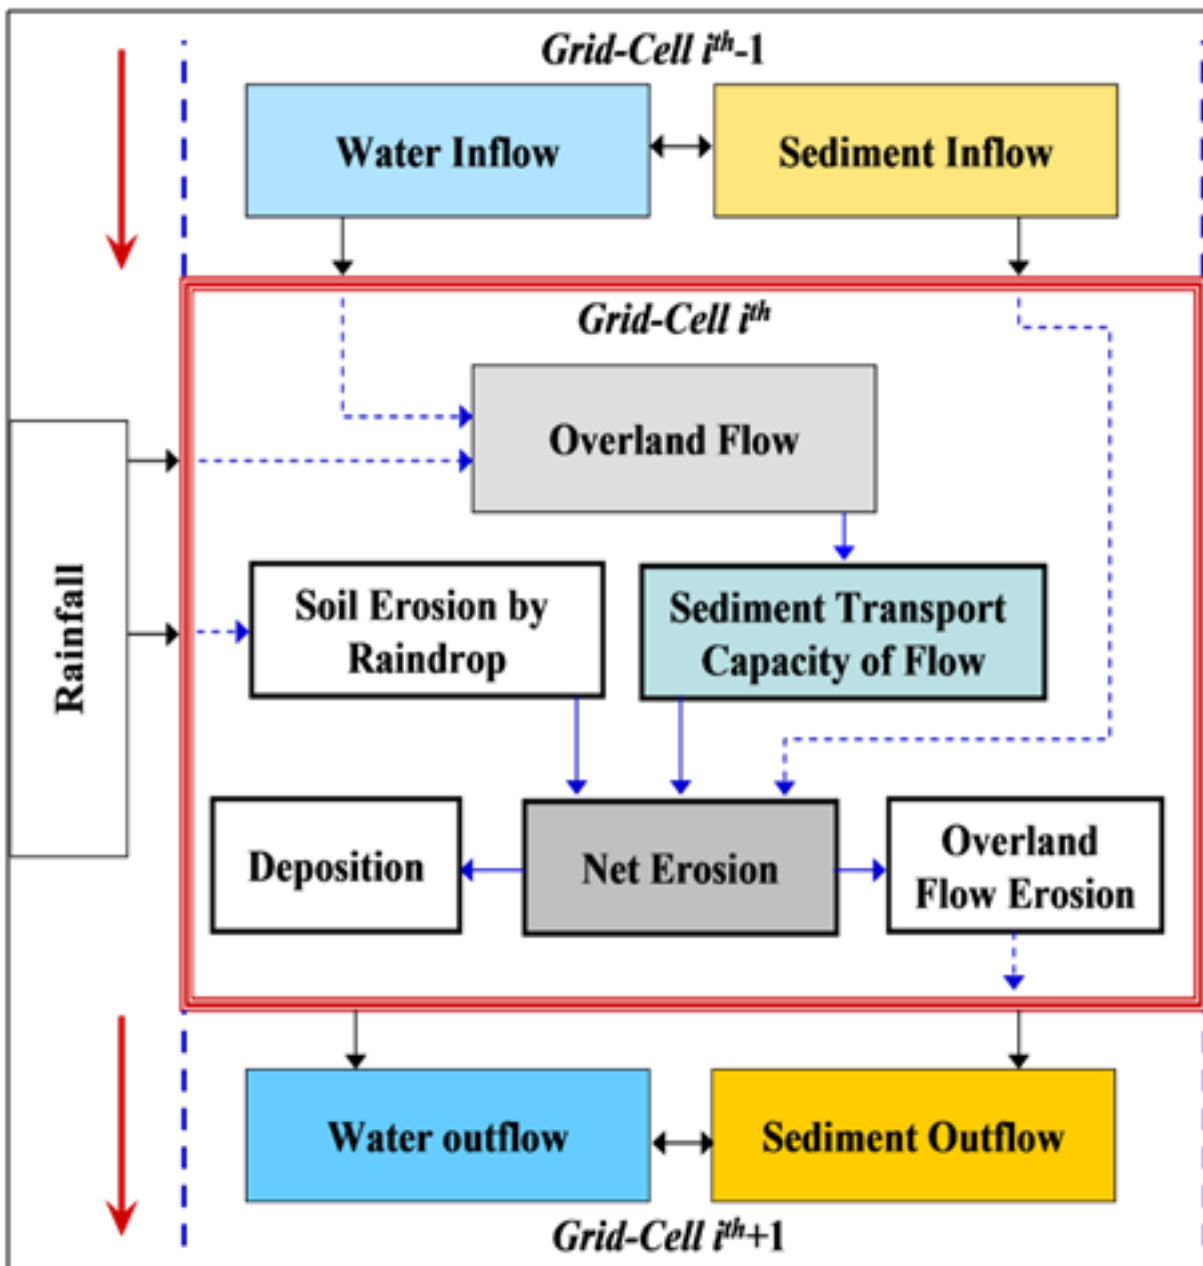 Grid-Cell iᵗʰ-1
Water Inflow
Sediment Inflow
Grid-Cell iᵗʰ
Overland Flow
Rainfall
Soil Erosion by
Raindrop
Sediment Transport
Capacity of Flow
Deposition
Net Erosion
Overland
Flow Erosion
Water outflow
Sediment Outflow
Grid-Cell iᵗʰ+1